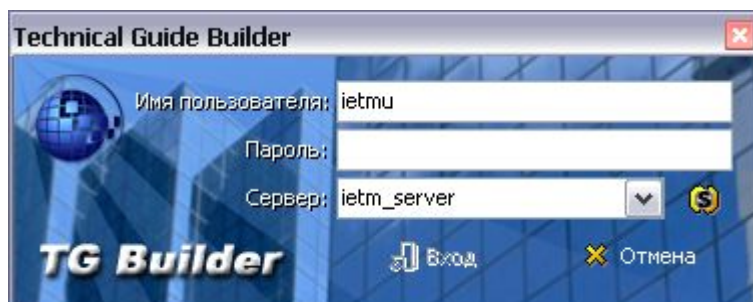 Technical Guide Builder
Имя пользователя: ietmu
Пароль:
Сервер: ietm_server
S
TG Builder
Вход
Отмена